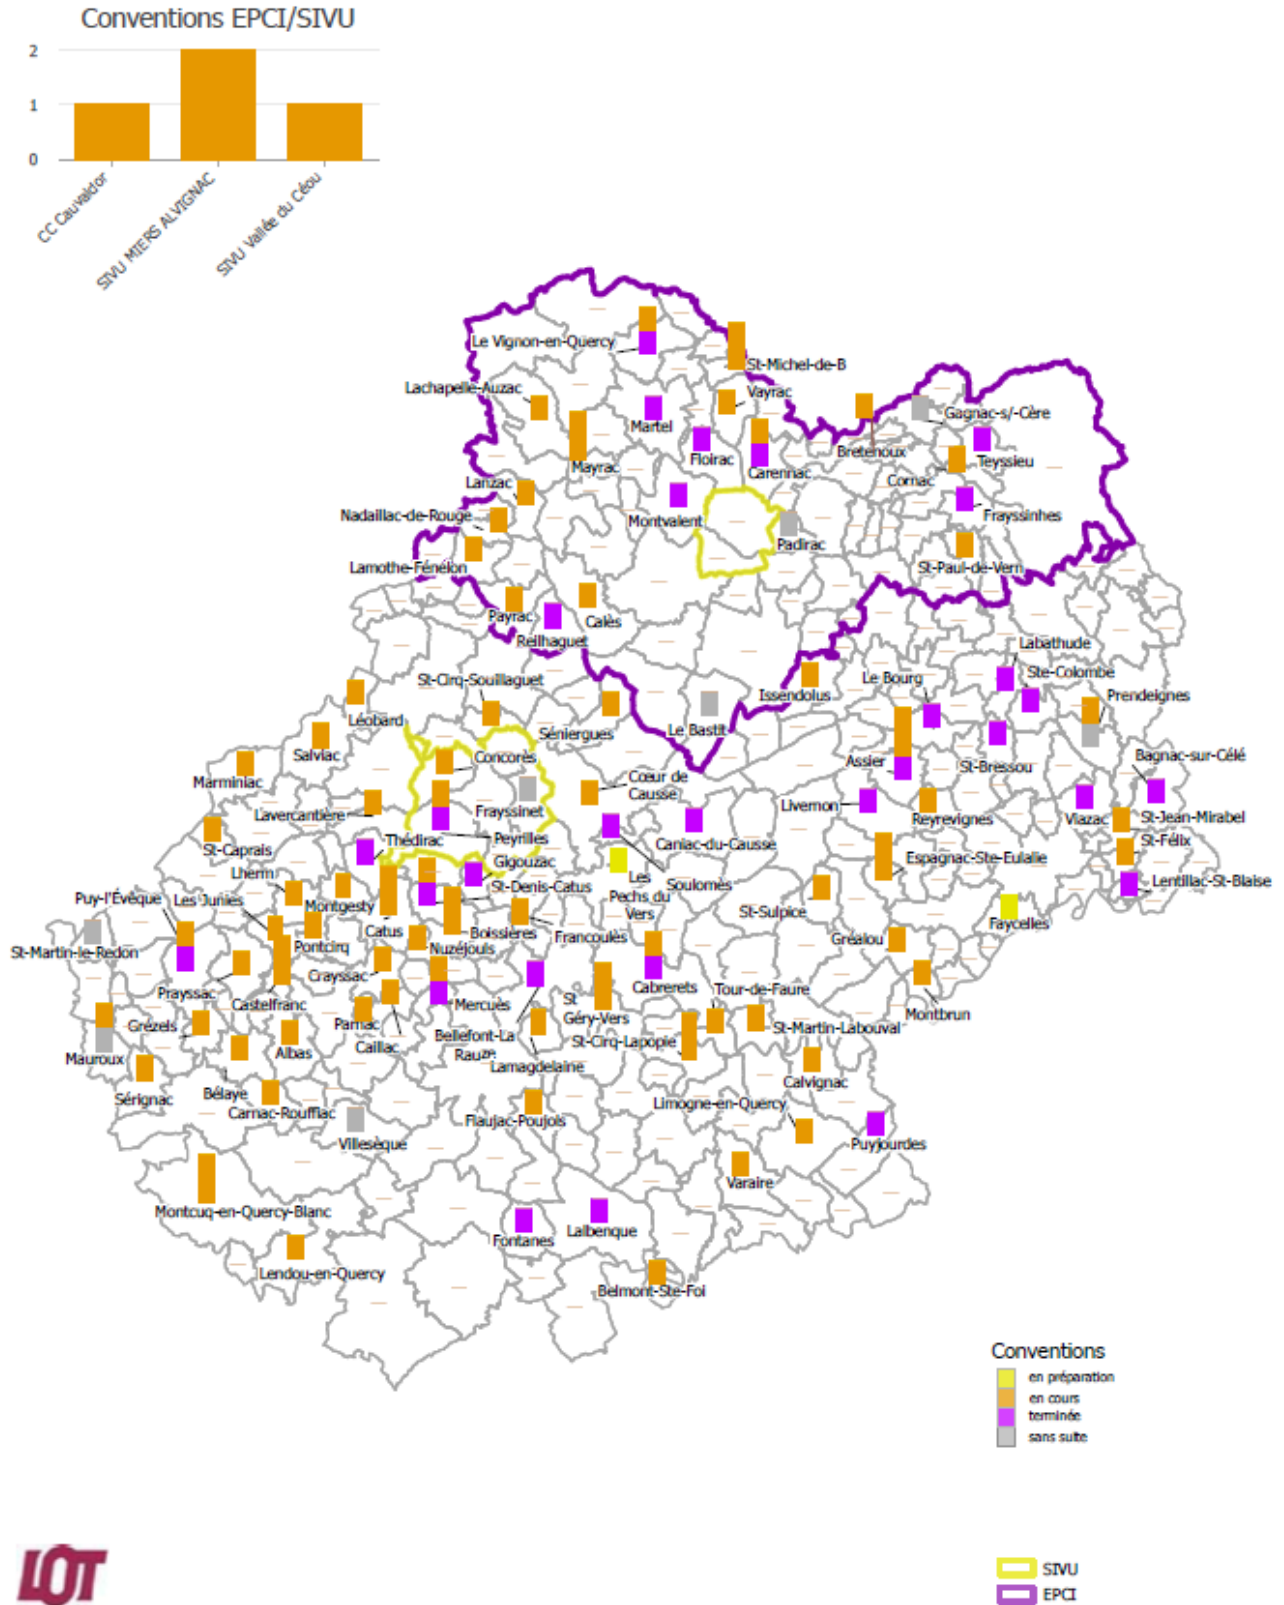 Conventions EPCI/SIVU
2
1
0
CC Cauvaldor
SIVU MIERS ALVIGNAC
SIVU Vallée du Céou
Le Vignon-en-Quercy
St-Michel-de-B
Lachapelle-Auzac
Vayrac
Gagnac-s/-Cère
Martel
Floirac
Bretenoux
Teyssieu
Mayrac
Carennac
Cornac
Lanzac
Nadaillac-de-Rouge
Montvalent
Frayssinhes
Padirac
Lamothe-Fénelon
St-Paul-de-Vern
Payrac
Calès
Reilhaguet
Labathude
St-Cirq-Souillaguet
Issendolus
Le Bourg
Ste-Colombe
Prendeignes
Léobard
Séniergues
Le Bastit
Salviac
Concorès
Assier
St-Bressou
Bagnac-sur-Célé
Marminiac
Cœur de
Causse
Lavercantière
Frayssinet
Livernon
Reyrevignes
Viazac
St-Jean-Mirabel
Thédirac
Peyrilles
Caniac-du-Causse
St-Félix
St-Caprais
Gigouzac
Espagnac-Ste-Eulalie
Lherm
Les
Pechs du
Vers
Soulomès
St-Denis-Catus
Lentillac-St-Blaise
Puy-l'Évêque
Les Junies
Montgesty
St-Sulpice
Faycelles
Catus
Boissières
Francoulès
St-Martin-le-Redon
Pontcirq
Nuzéjouls
Gréalou
Crayssac
Prayssac
Cabrerets
Tour-de-Faure
Castelfranc
Mercuès
St
Géry-Vers
Montbrun
Grézels
Parnac
St-Martin-Labouval
Mauroux
Albas
Caillac
Bellefont-La
Rauze
St-Cirq-Lapopie
Lamagdelaine
Calvignac
Sérignac
Bélaye
Carnac-Rouffiac
Limogne-en-Quercy
Flaujac-Poujols
Villesèque
Puyjourdes
Varaire
Montcuq-en-Quercy-Blanc
Fontanes
Lalbenque
Lendou-en-Quercy
Belmont-Ste-Foi
Conventions
en préparation
en cours
terminée
sans suite
LOT
SIVU
EPCI